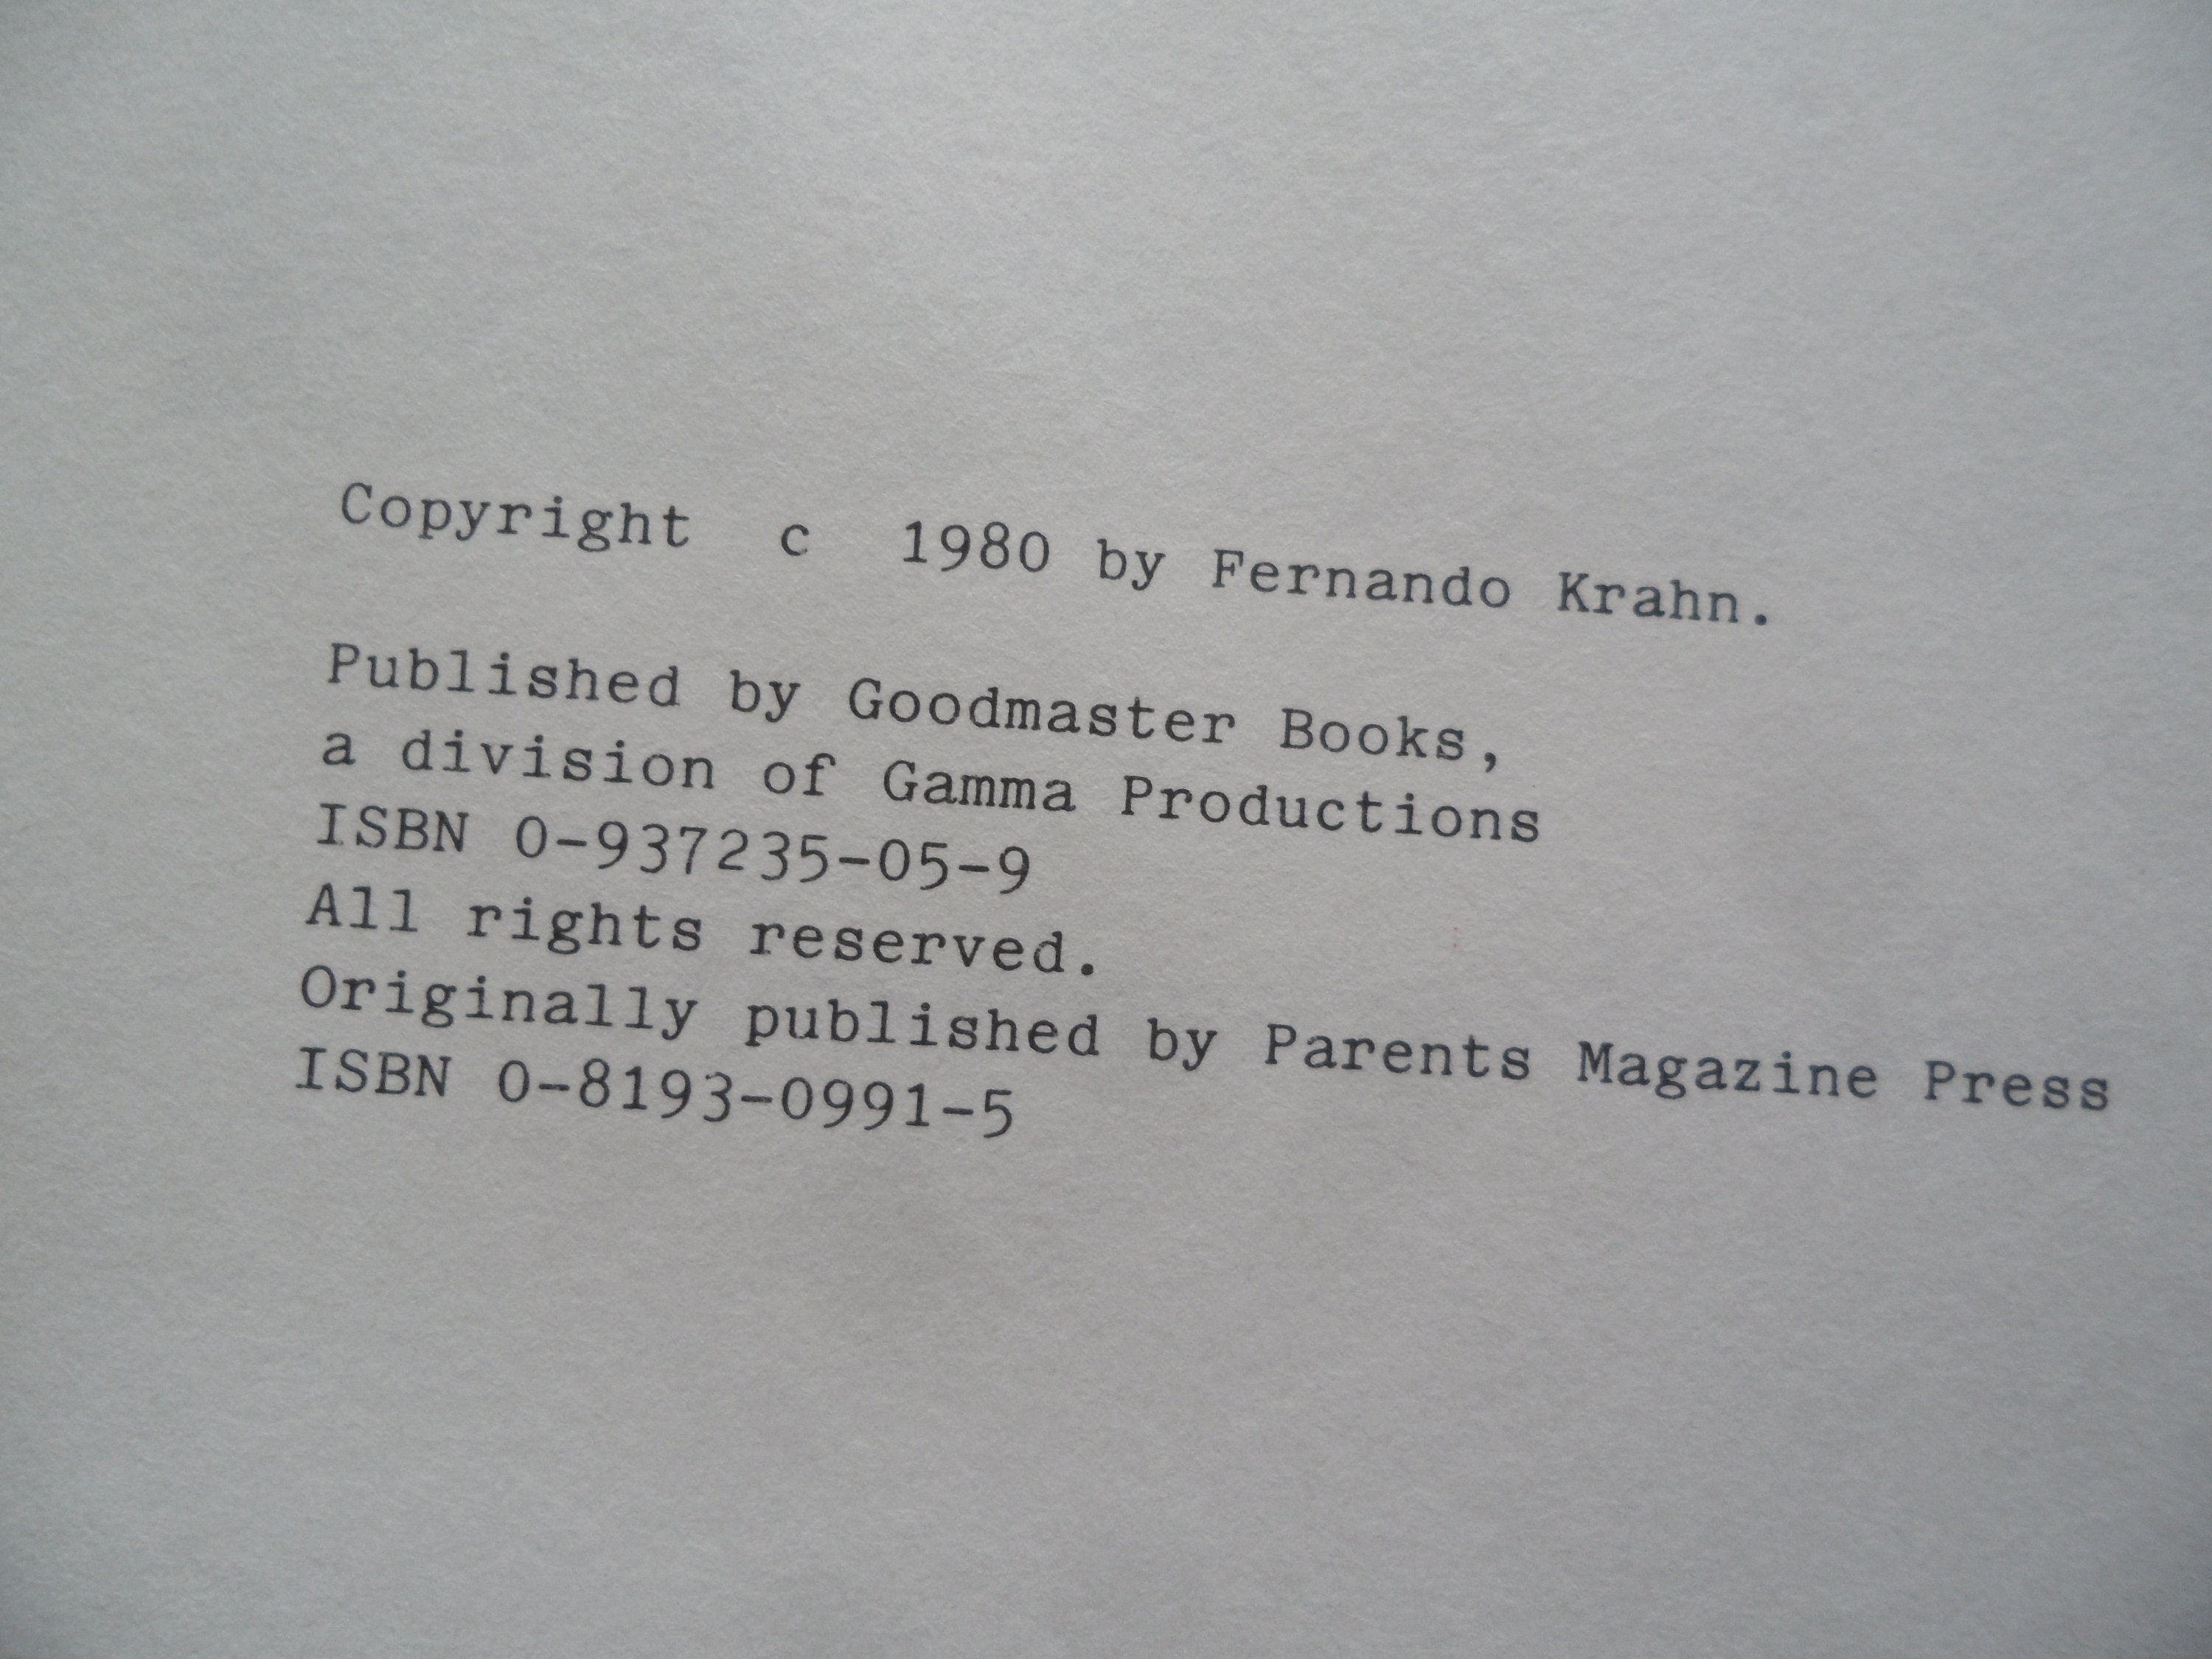 Copyright c 1980 by Fernando Krahn.
Published by Goodmaster Books,
a division of Gamma Productions
ISBN 0-937235-05-9
All rights reserved.
Originally published by Parents Magazine Press
ISBN 0-8193-0991-5